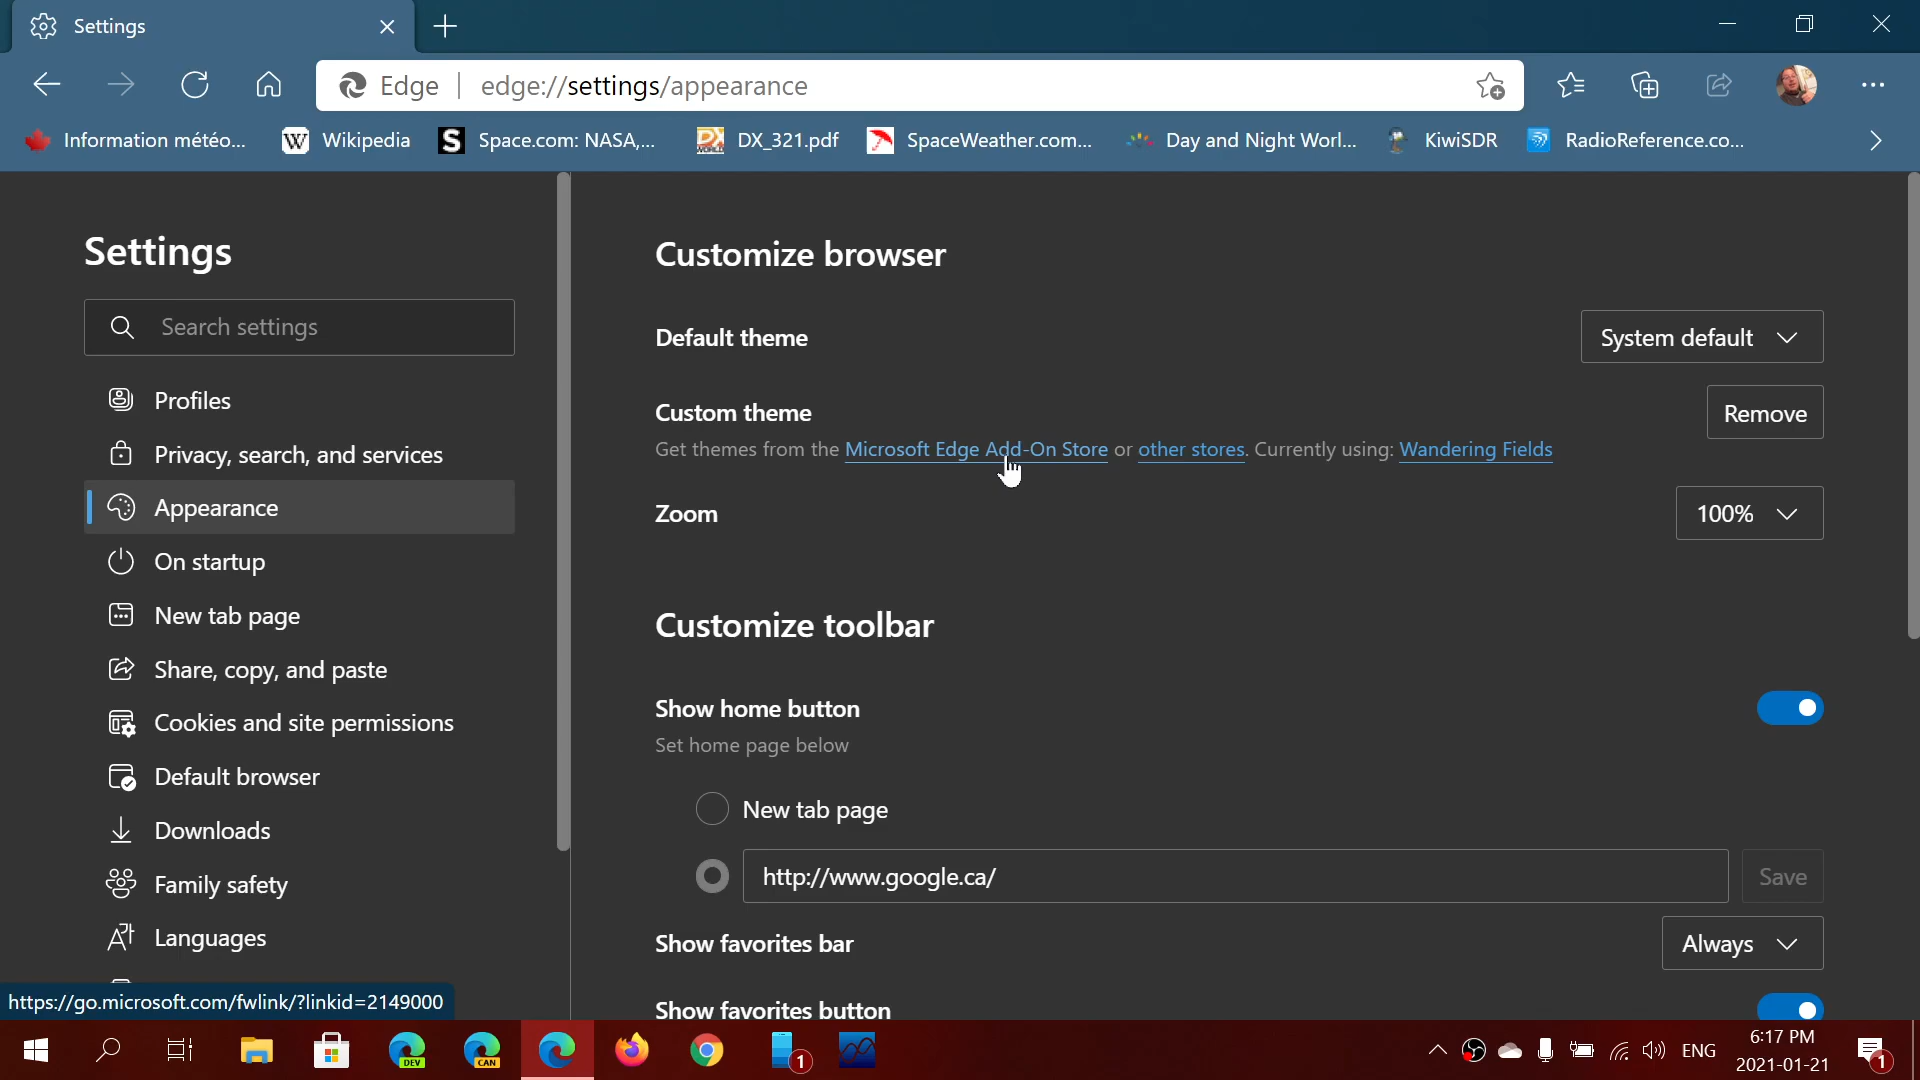 Settings
Edge edge://settings/appearance
Information météo...
W Wikipedia
S Space.com: NASA,...
DX_321.pdf
SpaceWeather.com...
Day and Night Worl...
KiwiSDR
RadioReference.co...
Settings
Search settings
Profiles
Privacy, search, and services
Appearance
On startup
New tab page
Share, copy, and paste
Cookies and site permissions
Default browser
Downloads
Family safety
Languages
https://go.microsoft.com/fwlink/?linkid=2149000
Customize browser
Default theme
System default
Custom theme
Remove
Get themes from the Microsoft Edge Add-On Store or other stores. Currently using: Wandering Fields
Zoom
100%
Customize toolbar
Show home button
Set home page below
New tab page
http://www.google.ca/
Save
Show favorites bar
Always
Show favorites button
DEV
CAN
1
ENG
6:17 PM
2021-01-21
1